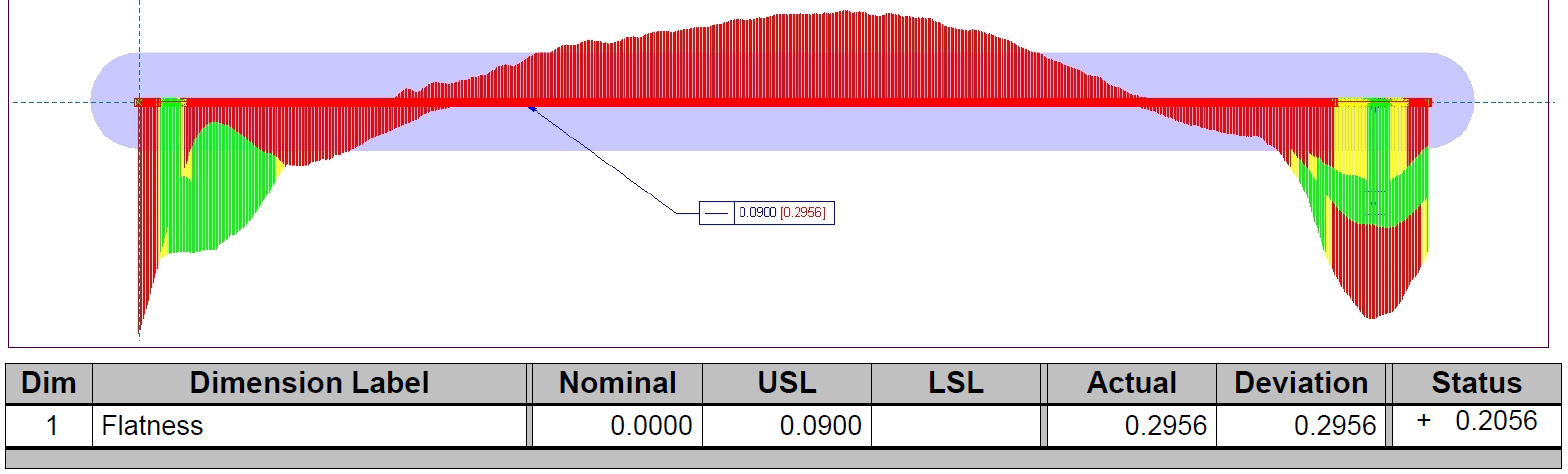 0.0900 [0.2956]
Dim Dimension Label Nominal USL LSL Actual Deviation Status
1 Flatness 0.0000 0.0900 0.2956 0.2956 + 0.2056